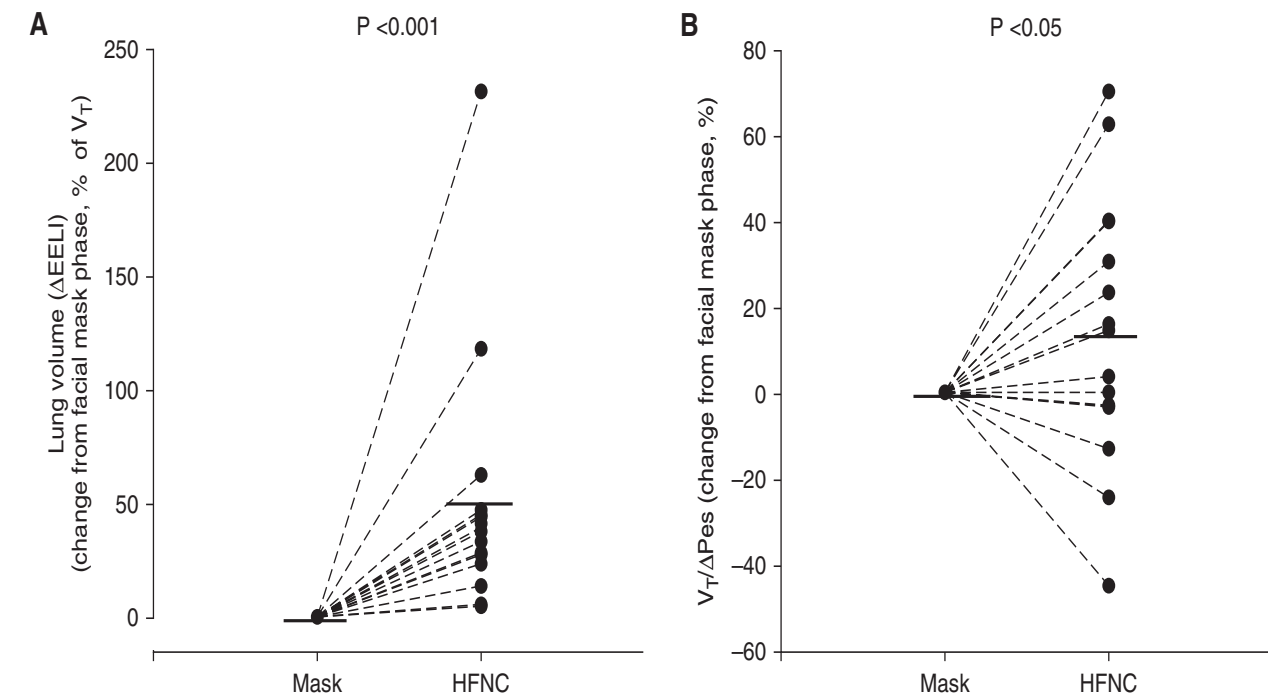 A
P <0.001
250
200
150
100
50
0
Lung volume (ΔEELI)
(change from facial mask phase, % of VT)
Mask
HFNC
B
P <0.05
80
60
40
20
0
–20
–40
–60
VT/ΔPes (change from facial mask phase, %)
Mask
HFNC